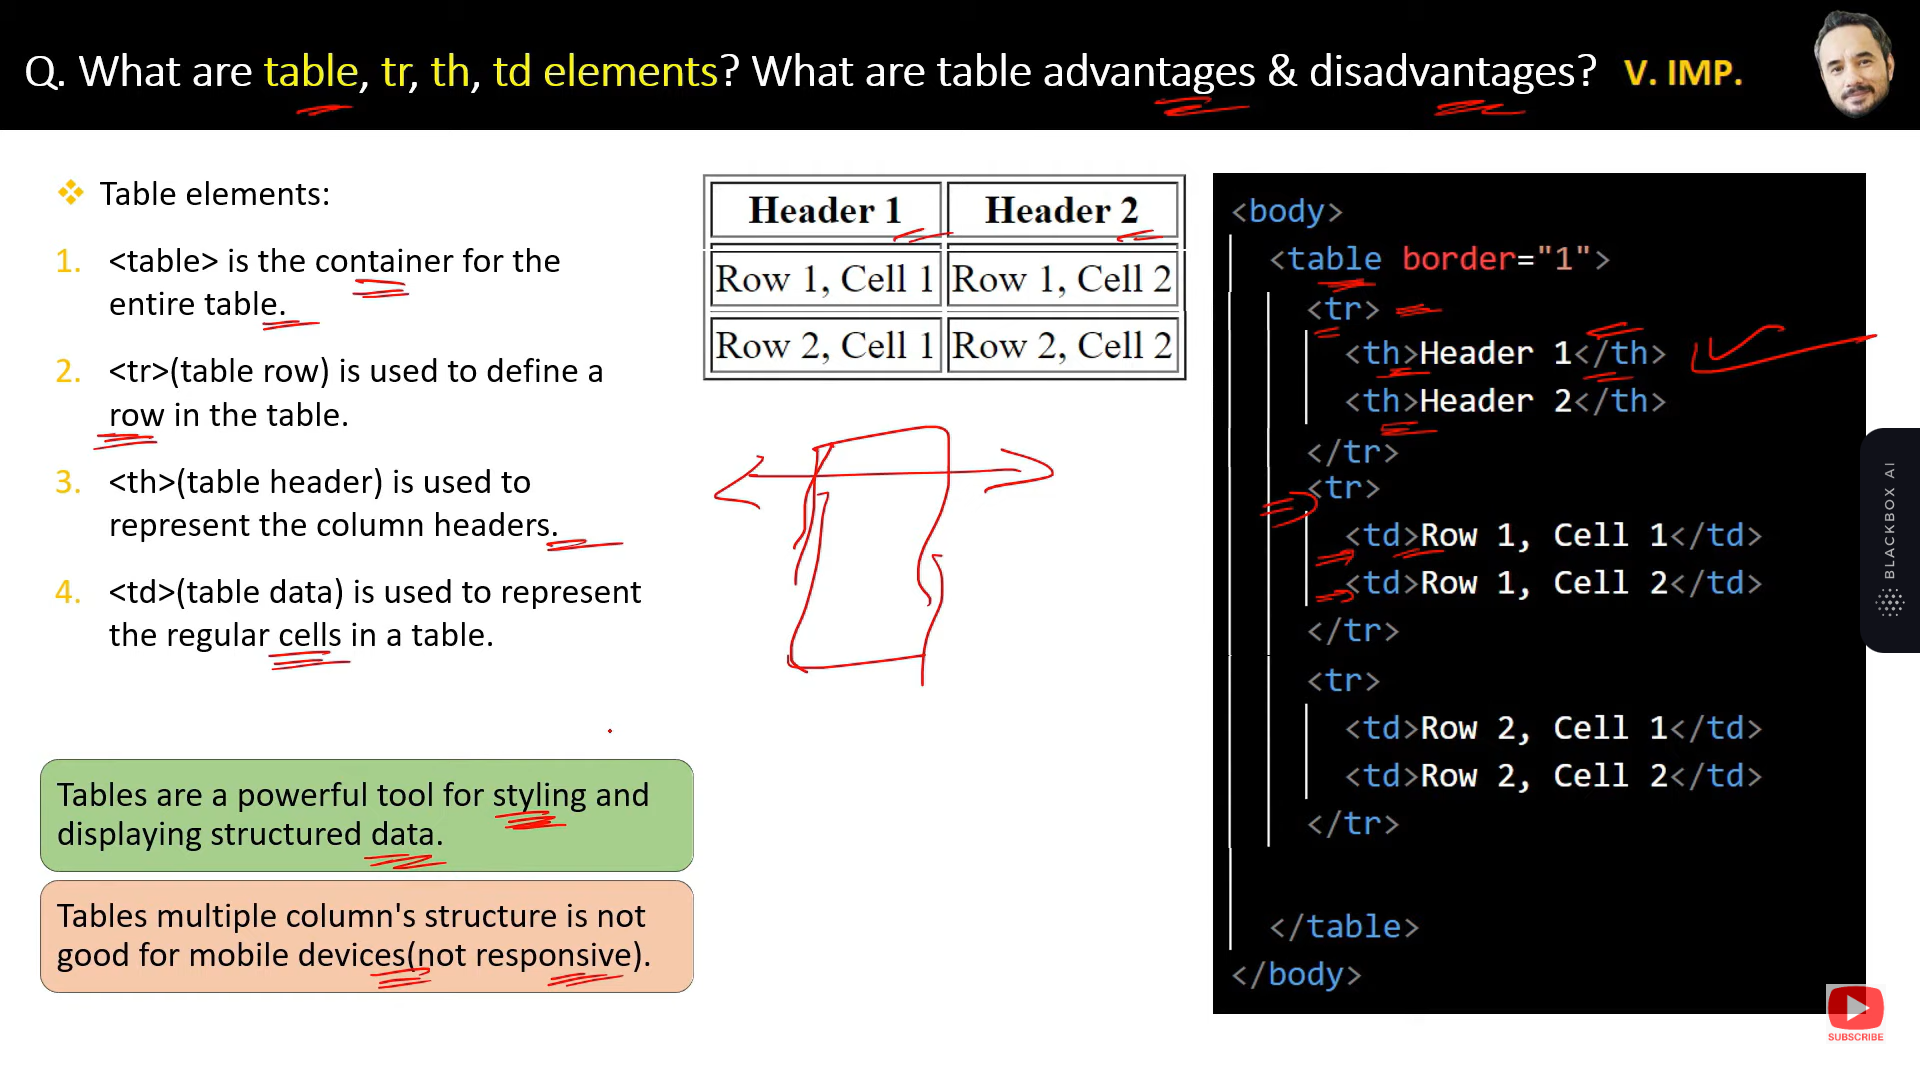 Q. What are table, tr, th, td elements? What are table advantages & disadvantages? V. IMP.
Table elements:
1. <table> is the container for the
entire table.
2. <tr>(table row) is used to define a
row in the table.
3. <th>(table header) is used to
represent the column headers.
4. <td>(table data) is used to represent
the regular cells in a table.
Tables are a powerful tool for styling and
displaying structured data.
Tables multiple column's structure is not
good for mobile devices(not responsive).
Header 1 Header 2
Row 1, Cell 1 Row 1, Cell 2
Row 2, Cell 1 Row 2, Cell 2
<body>
<table border="1">
<tr>
<th>Header 1</th>
<th>Header 2</th>
</tr>
<tr>
<td>Row 1, Cell 1</td>
<td>Row 1, Cell 2</td>
</tr>
<tr>
<td>Row 2, Cell 1</td>
<td>Row 2, Cell 2</td>
</tr>
</table>
</body>
BLACKBOX AI
SUBSCRIBE